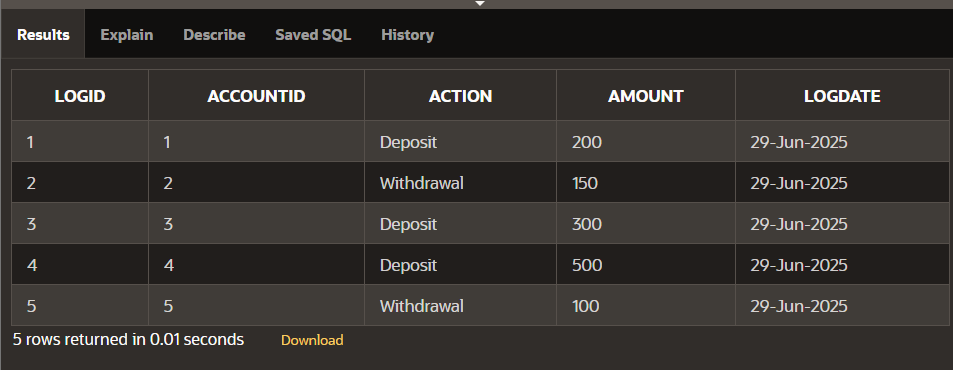 Results Explain Describe Saved SQL History
LOGID ACCOUNTID ACTION AMOUNT LOGDATE
1 1 Deposit 200 29-Jun-2025
2 2 Withdrawal 150 29-Jun-2025
3 3 Deposit 300 29-Jun-2025
4 4 Deposit 500 29-Jun-2025
5 5 Withdrawal 100 29-Jun-2025
5 rows returned in 0.01 seconds Download